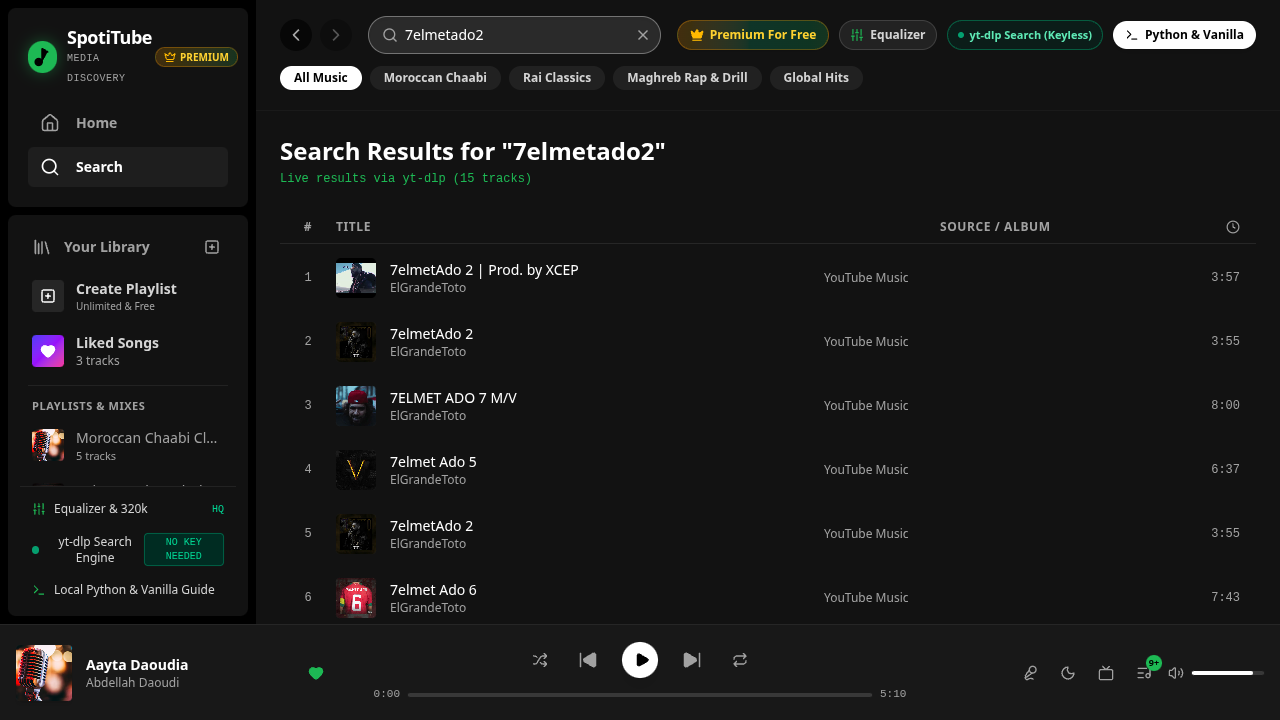 SpotiTube
MEDIA DISCOVERY
PREMIUM
Home
Search
Your Library
Create Playlist
Unlimited & Free
Liked Songs
3 tracks
PLAYLISTS & MIXES
Moroccan Chaabi Cl...
5 tracks
Equalizer & 320k
HQ
yt-dlp Search Engine
NO KEY NEEDED
Local Python & Vanilla Guide
7elmetado2
Premium For Free
Equalizer
yt-dlp Search (Keyless)
Python & Vanilla
All Music
Moroccan Chaabi
Rai Classics
Maghreb Rap & Drill
Global Hits
Search Results for "7elmetado2"
Live results via yt-dlp (15 tracks)
# TITLE SOURCE / ALBUM
1 7elmetAdo 2 | Prod. by XCEP YouTube Music 3:57
ElGrandeToto
2 7elmetAdo 2 YouTube Music 3:55
ElGrandeToto
3 7ELMET ADO 7 M/V YouTube Music 8:00
ElGrandeToto
4 7elmet Ado 5 YouTube Music 6:37
ElGrandeToto
5 7elmetAdo 2 YouTube Music 3:55
ElGrandeToto
6 7elmet Ado 6 YouTube Music 7:43
ElGrandeToto
Aayta Daoudia
Abdellah Daoudi
0:00
5:10
9+